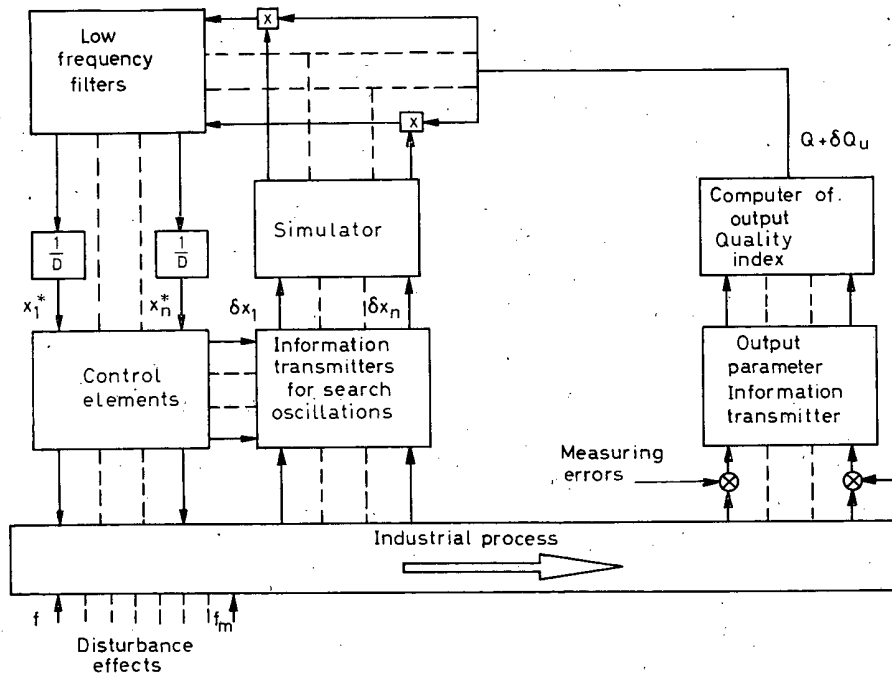 Low
frequency
filters
x
x
Q + δQu
Computer of
output
Quality
index
Simulator
1
D
1
D
x1*
xn*
δx1
δxn
Control
elements
Information
transmitters
for search
oscillations
Output
parameter
Information
transmitter
Measuring
errors
Industrial process
f
fm
Disturbance
effects